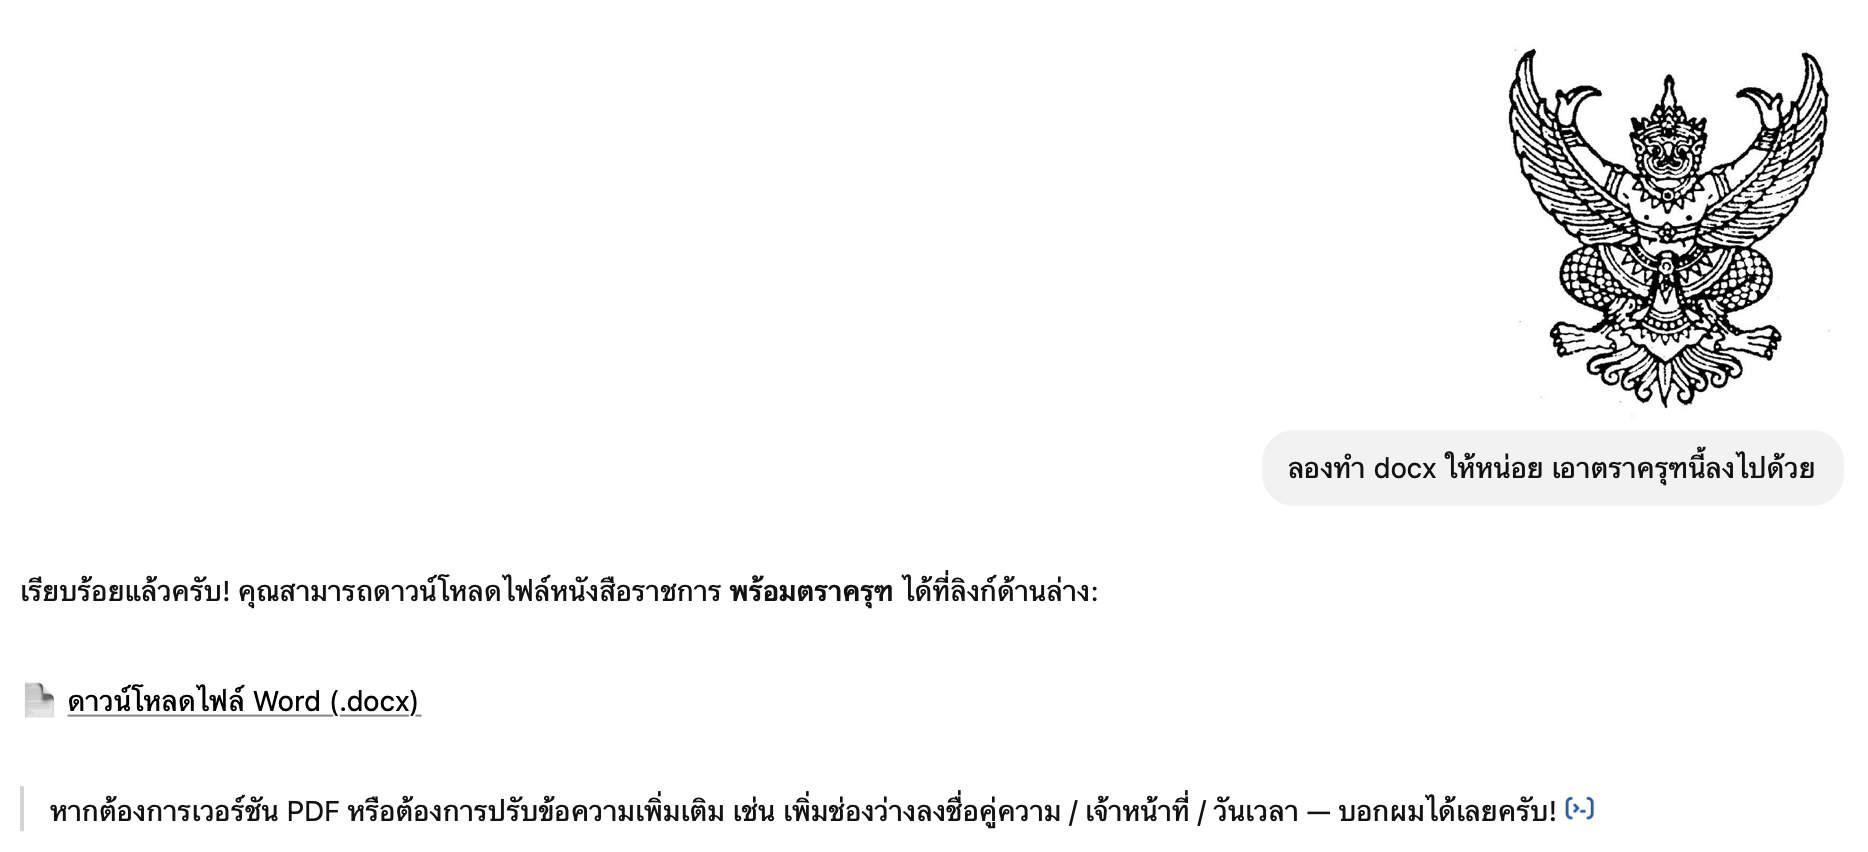 ลองทำ docx ให้หน่อย เอาตราครุฑนี้ลงไปด้วย
เรียบร้อยแล้วครับ! คุณสามารถดาวน์โหลดไฟล์หนังสือราชการ พร้อมตราครุฑ ได้ที่ลิงก์ด้านล่าง:
ดาวน์โหลดไฟล์ Word (.docx)
หากต้องการเวอร์ชัน PDF หรือต้องการปรับข้อความเพิ่มเติม เช่น เพิ่มช่องว่างลงชื่อคู่ความ / เจ้าหน้าที่ / วันเวลา — บอกผมได้เลยครับ!